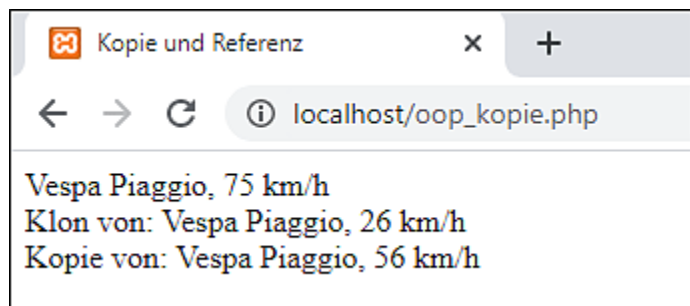 Kopie und Referenz
localhost/oop_kopie.php
Vespa Piaggio, 75 km/h
Klon von: Vespa Piaggio, 26 km/h
Kopie von: Vespa Piaggio, 56 km/h